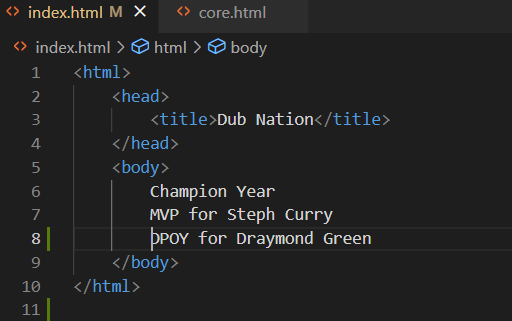 index.html M core.html
index.html > html > body
1 <html>
2 <head>
3 <title>Dub Nation</title>
4 </head>
5 <body>
6 Champion Year
7 MVP for Steph Curry
8 DPOY for Draymond Green
9 </body>
10 </html>
11